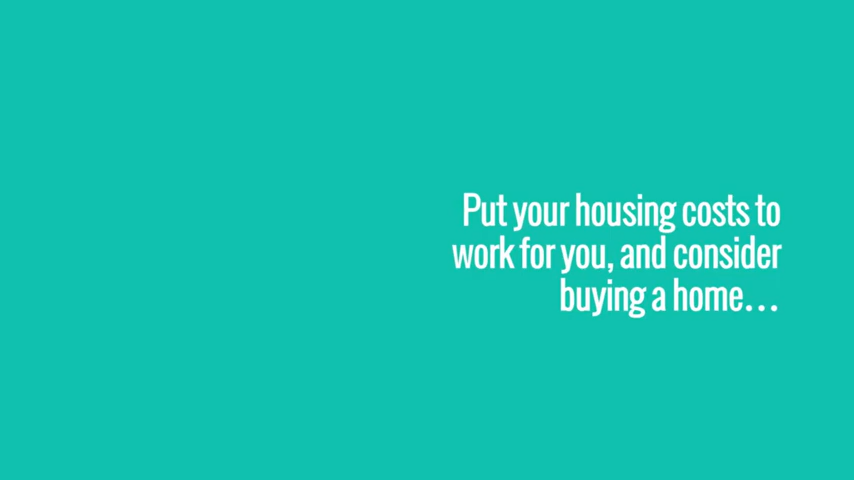 Put your housing costs to
work for you, and consider
buying a home...